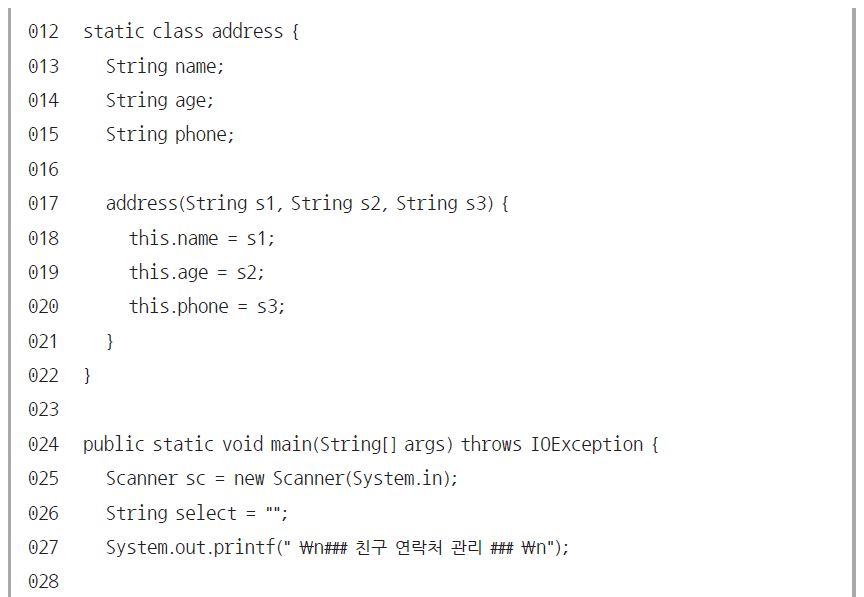 012 static class address {
013 String name;
014 String age;
015 String phone;
016
017 address(String s1, String s2, String s3) {
018 this.name = s1;
019 this.age = s2;
020 this.phone = s3;
021 }
022 }
023
024 public static void main(String[] args) throws IOException {
025 Scanner sc = new Scanner(System.in);
026 String select = "";
027 System.out.printf(" ₩n### 친구 연락처 관리 ### ₩n");
028